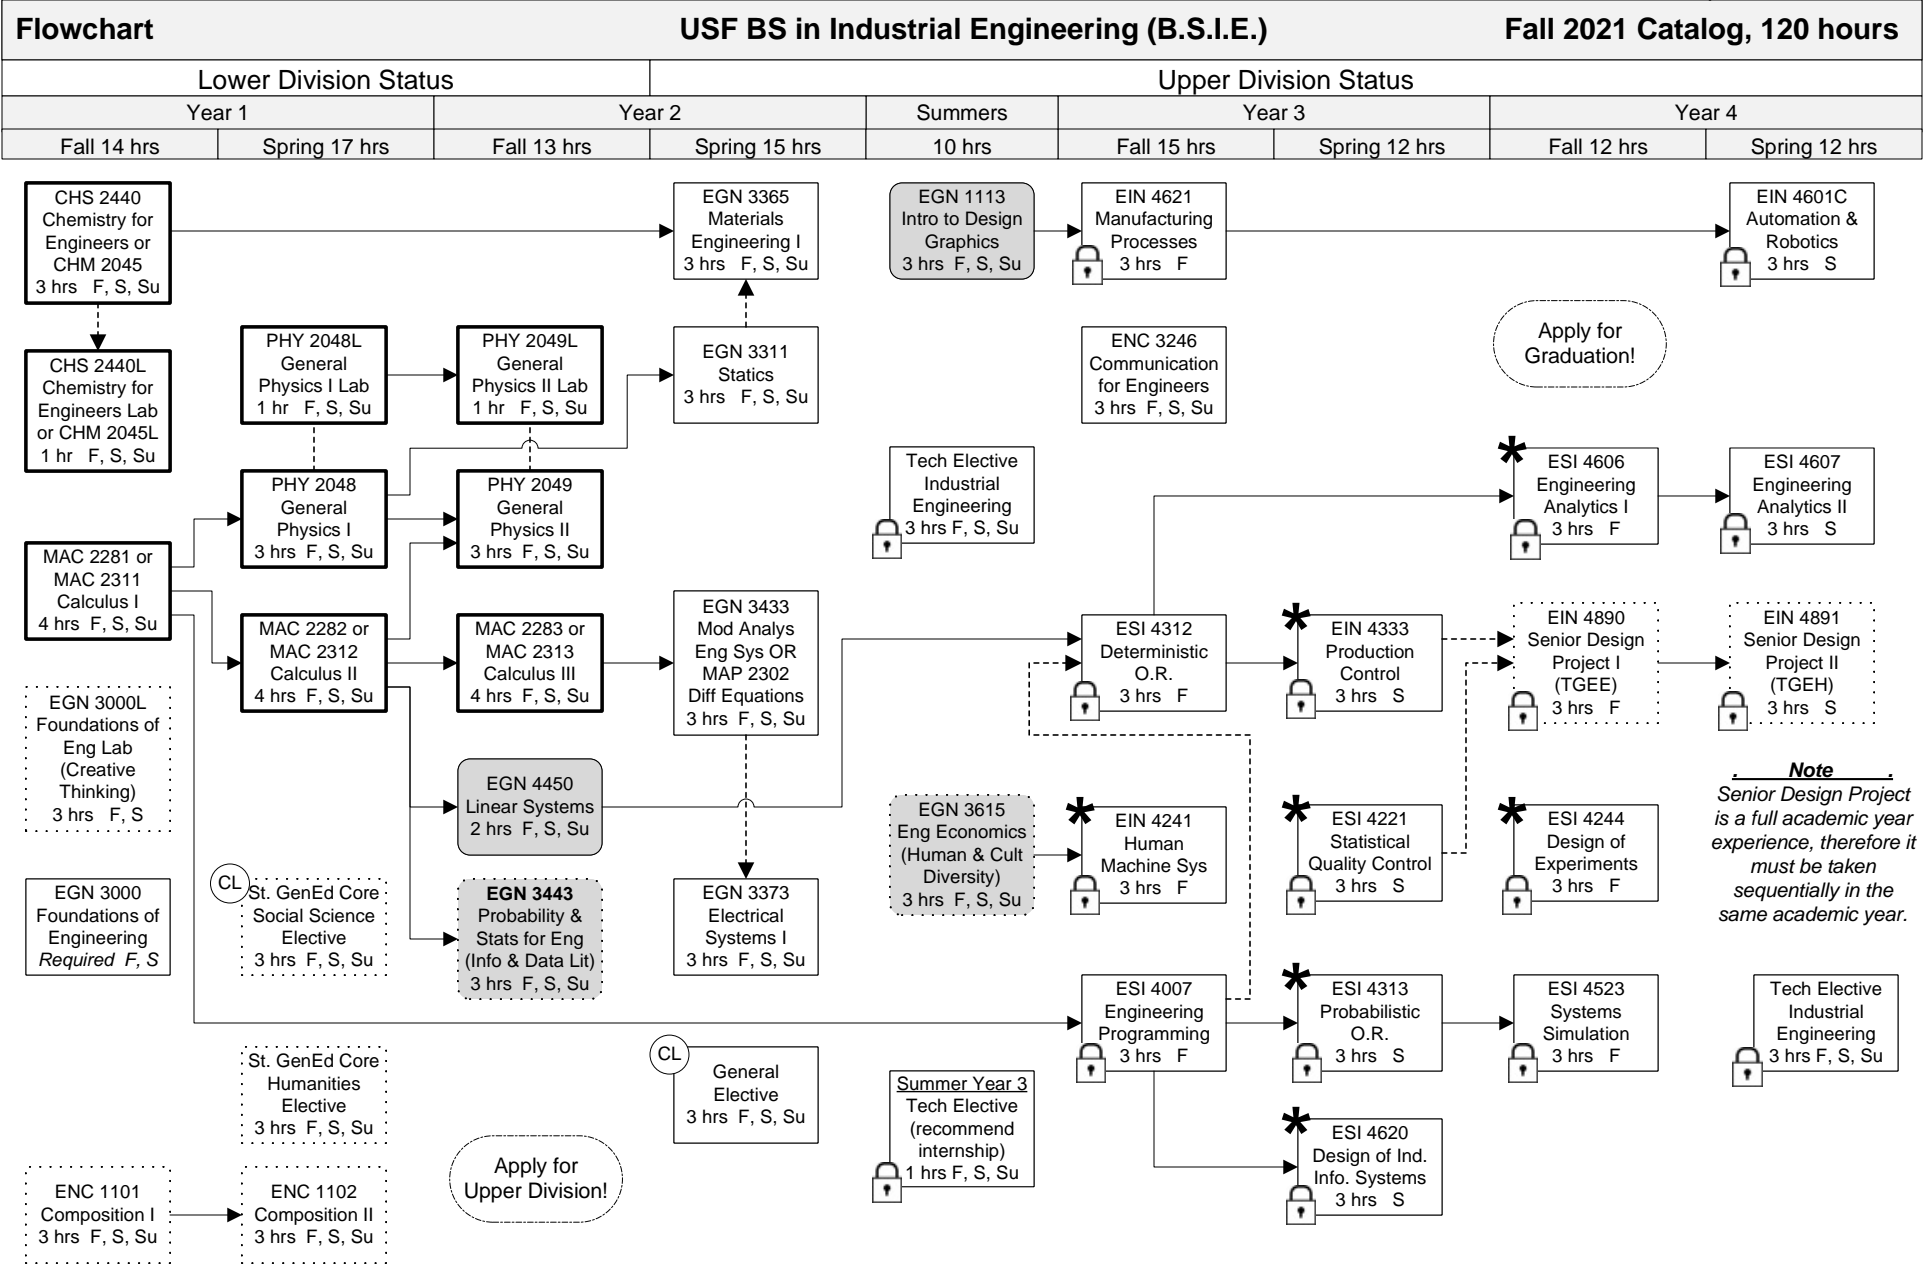 Flowchart
USF BS in Industrial Engineering (B.S.I.E.)
Fall 2021 Catalog, 120 hours
Lower Division Status
Upper Division Status
Year 1
Year 2
Summers
Year 3
Year 4
Fall 14 hrs
Spring 17 hrs
Fall 13 hrs
Spring 15 hrs
10 hrs
Fall 15 hrs
Spring 12 hrs
Fall 12 hrs
Spring 12 hrs
CHS 2440
Chemistry for
Engineers or
CHM 2045
3 hrs F, S, Su
CHS 2440L
Chemistry for
Engineers Lab
or CHM 2045L
1 hr F, S, Su
MAC 2281 or
MAC 2311
Calculus I
4 hrs F, S, Su
EGN 3000L
Foundations of
Eng Lab
(Creative
Thinking)
3 hrs F, S
EGN 3000
Foundations of
Engineering
Required F, S
ENC 1101
Composition I
3 hrs F, S, Su
PHY 2048L
General
Physics I Lab
1 hr F, S, Su
PHY 2048
General
Physics I
3 hrs F, S, Su
MAC 2282 or
MAC 2312
Calculus II
4 hrs F, S, Su
CL
St. GenEd Core
Social Science
Elective
3 hrs F, S, Su
St. GenEd Core
Humanities
Elective
3 hrs F, S, Su
ENC 1102
Composition II
3 hrs F, S, Su
PHY 2049L
General
Physics II Lab
1 hr F, S, Su
PHY 2049
General
Physics II
3 hrs F, S, Su
MAC 2283 or
MAC 2313
Calculus III
4 hrs F, S, Su
EGN 4450
Linear Systems
2 hrs F, S, Su
EGN 3443
Probability &
Stats for Eng
(Info & Data Lit)
3 hrs F, S, Su
Apply for
Upper Division!
EGN 3365
Materials
Engineering I
3 hrs F, S, Su
EGN 3311
Statics
3 hrs F, S, Su
EGN 3433
Mod Analys
Eng Sys OR
MAP 2302
Diff Equations
3 hrs F, S, Su
EGN 3373
Electrical
Systems I
3 hrs F, S, Su
CL
General
Elective
3 hrs F, S, Su
EGN 1113
Intro to Design
Graphics
3 hrs F, S, Su
Tech Elective
Industrial
Engineering
3 hrs F, S, Su
EGN 3615
Eng Economics
(Human & Cult
Diversity)
3 hrs F, S, Su
Summer Year 3
Tech Elective
(recommend
internship)
1 hrs F, S, Su
EIN 4621
Manufacturing
Processes
3 hrs F
ENC 3246
Communication
for Engineers
3 hrs F, S, Su
ESI 4312
Deterministic
O.R.
3 hrs F
* EIN 4241
Human
Machine Sys
3 hrs F
ESI 4007
Engineering
Programming
3 hrs F
* EIN 4333
Production
Control
3 hrs S
* ESI 4221
Statistical
Quality Control
3 hrs S
* ESI 4313
Probabilistic
O.R.
3 hrs S
* ESI 4620
Design of Ind.
Info. Systems
3 hrs S
Apply for
Graduation!
* ESI 4606
Engineering
Analytics I
3 hrs F
EIN 4890
Senior Design
Project I
(TGEE)
3 hrs F
* ESI 4244
Design of
Experiments
3 hrs F
ESI 4523
Systems
Simulation
3 hrs F
EIN 4601C
Automation &
Robotics
3 hrs S
ESI 4607
Engineering
Analytics II
3 hrs S
EIN 4891
Senior Design
Project II
(TGEH)
3 hrs S
. Note .
Senior Design Project
is a full academic year
experience, therefore it
must be taken
sequentially in the
same academic year.
Tech Elective
Industrial
Engineering
3 hrs F, S, Su